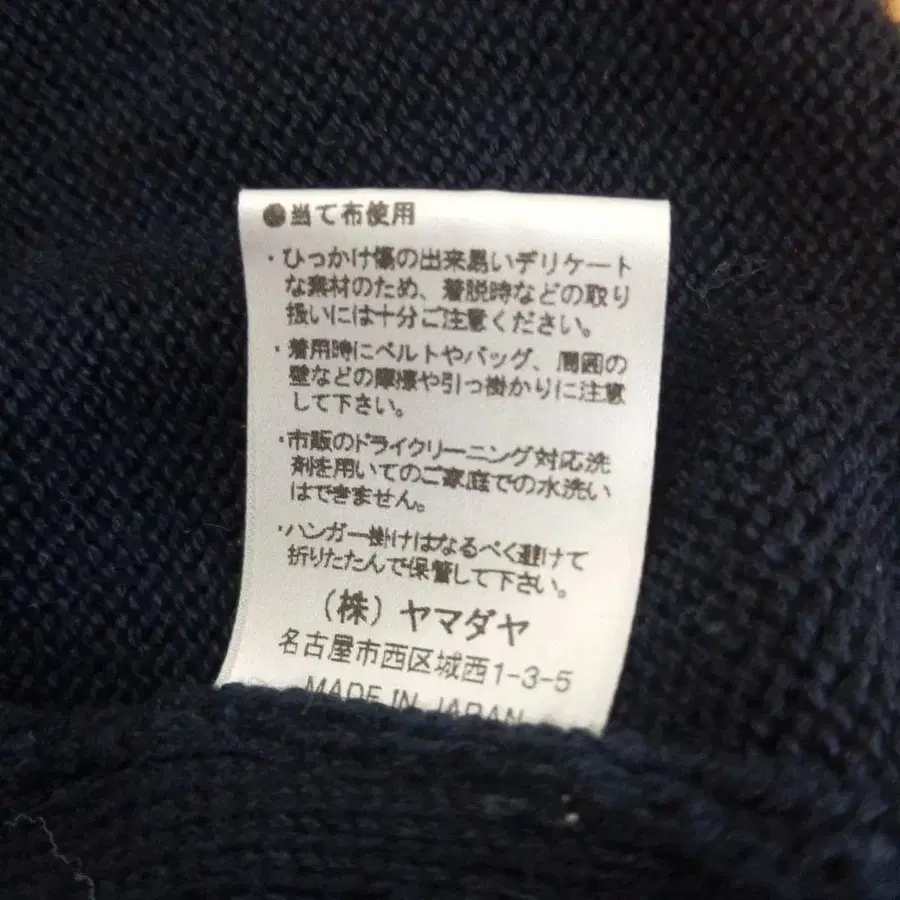 ●当て布使用
・ひっかけ傷の出来易いデリケート
な素材のため、着脱時などの取り
扱いには十分ご注意ください。
・着用時にベルトやバッグ、周囲の
壁などの摩擦や引っ掛かりに注意
して下さい。
・市販のドライクリーニング対応洗
剤を用いてのご家庭での水洗い
はできません。
・ハンガー掛けはなるべく避けて
折りたたんで保管して下さい。
(株)ヤマダヤ
名古屋市西区城西1-3-5
MADE IN JAPAN